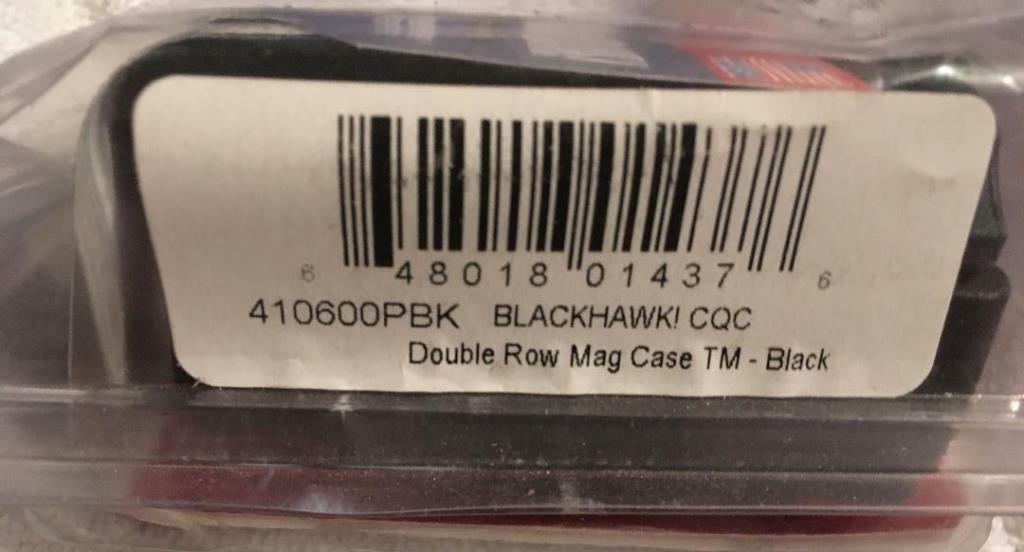 6 48018 01437 6
410600PBK BLACKHAWK! CQC
Double Row Mag Case TM - Black